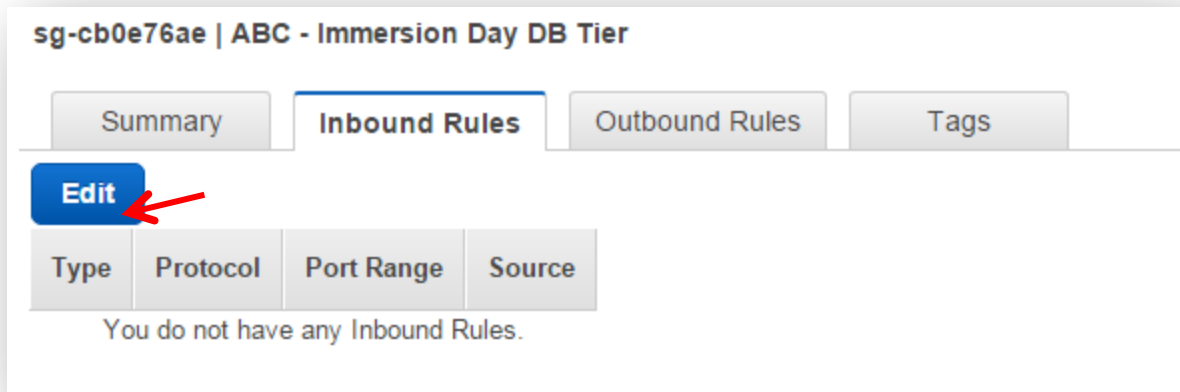 sg-cb0e76ae | ABC - Immersion Day DB Tier
Summary Inbound Rules Outbound Rules Tags
Edit
Type Protocol Port Range Source
You do not have any Inbound Rules.